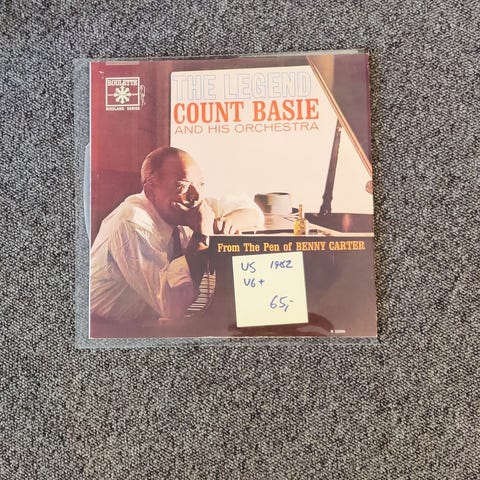 ROULETTE
BIRDLAND SERIES
THE LEGEND
COUNT BASIE
AND HIS ORCHESTRA
From The Pen of BENNY CARTER
US 1982
VG+
65,-